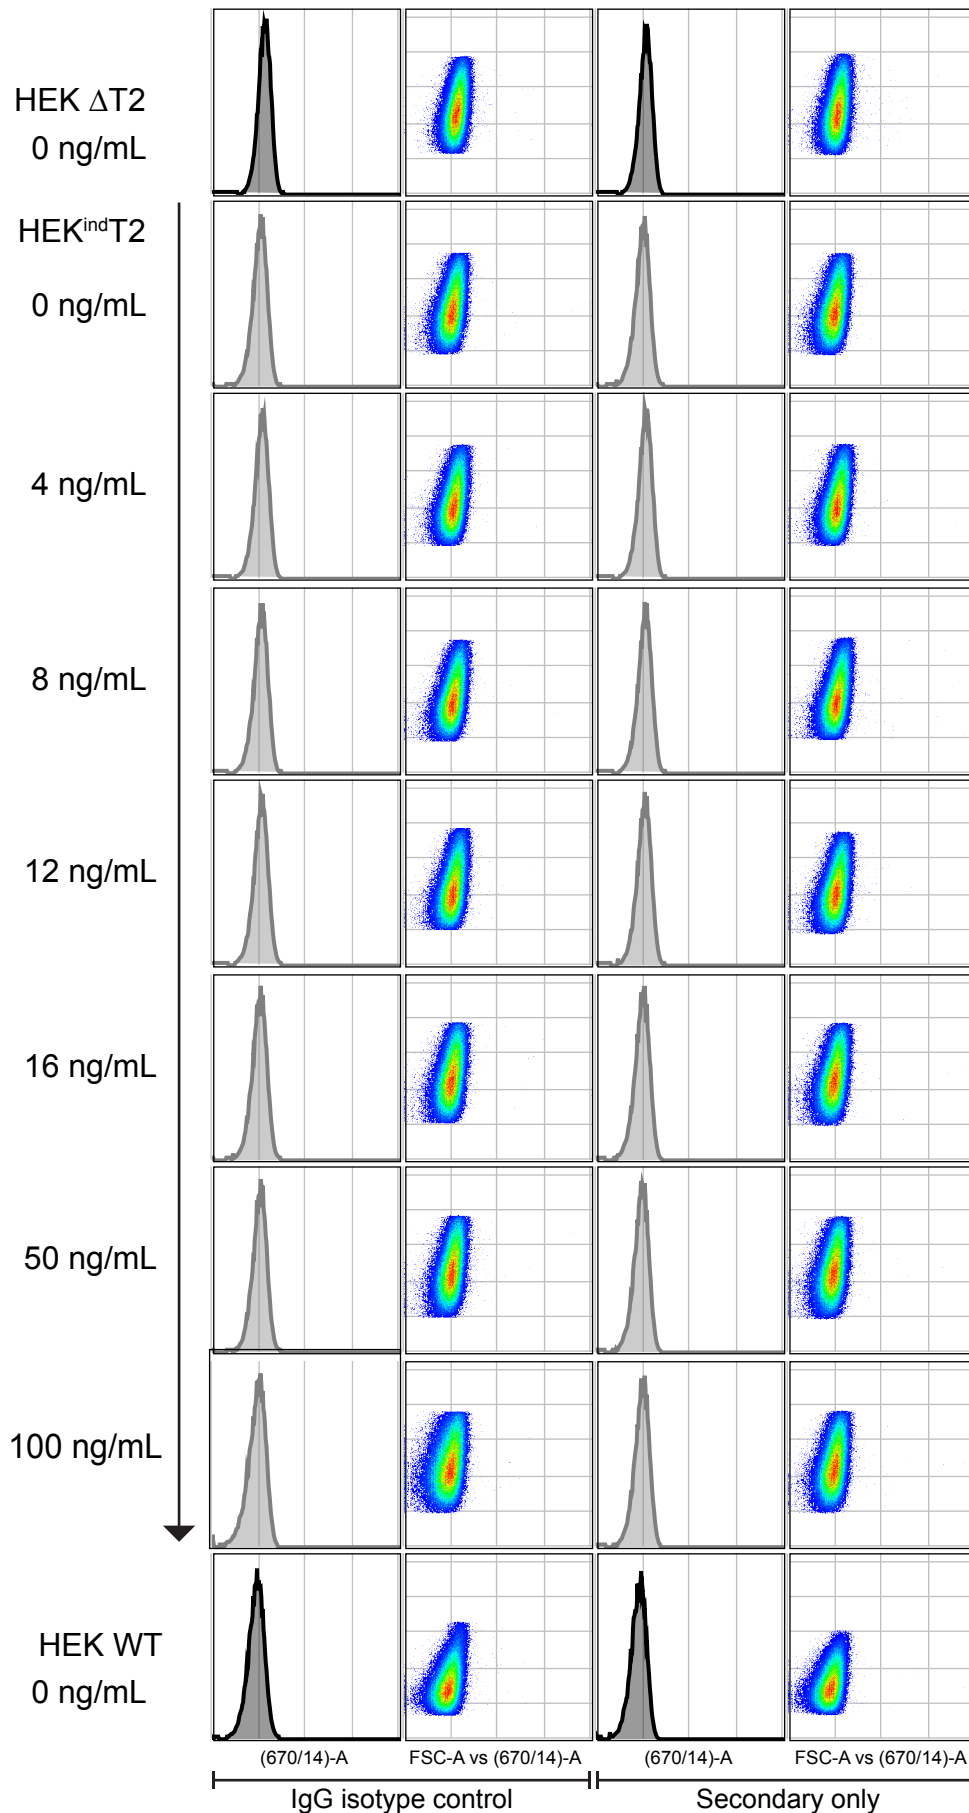 HEK ΔT2
0 ng/mL
HEKindT2
0 ng/mL
4 ng/mL
8 ng/mL
12 ng/mL
16 ng/mL
50 ng/mL
100 ng/mL
HEK WT
0 ng/mL
(670/14)-A
FSC-A vs (670/14)-A
(670/14)-A
FSC-A vs (670/14)-A
IgG isotype control
Secondary only